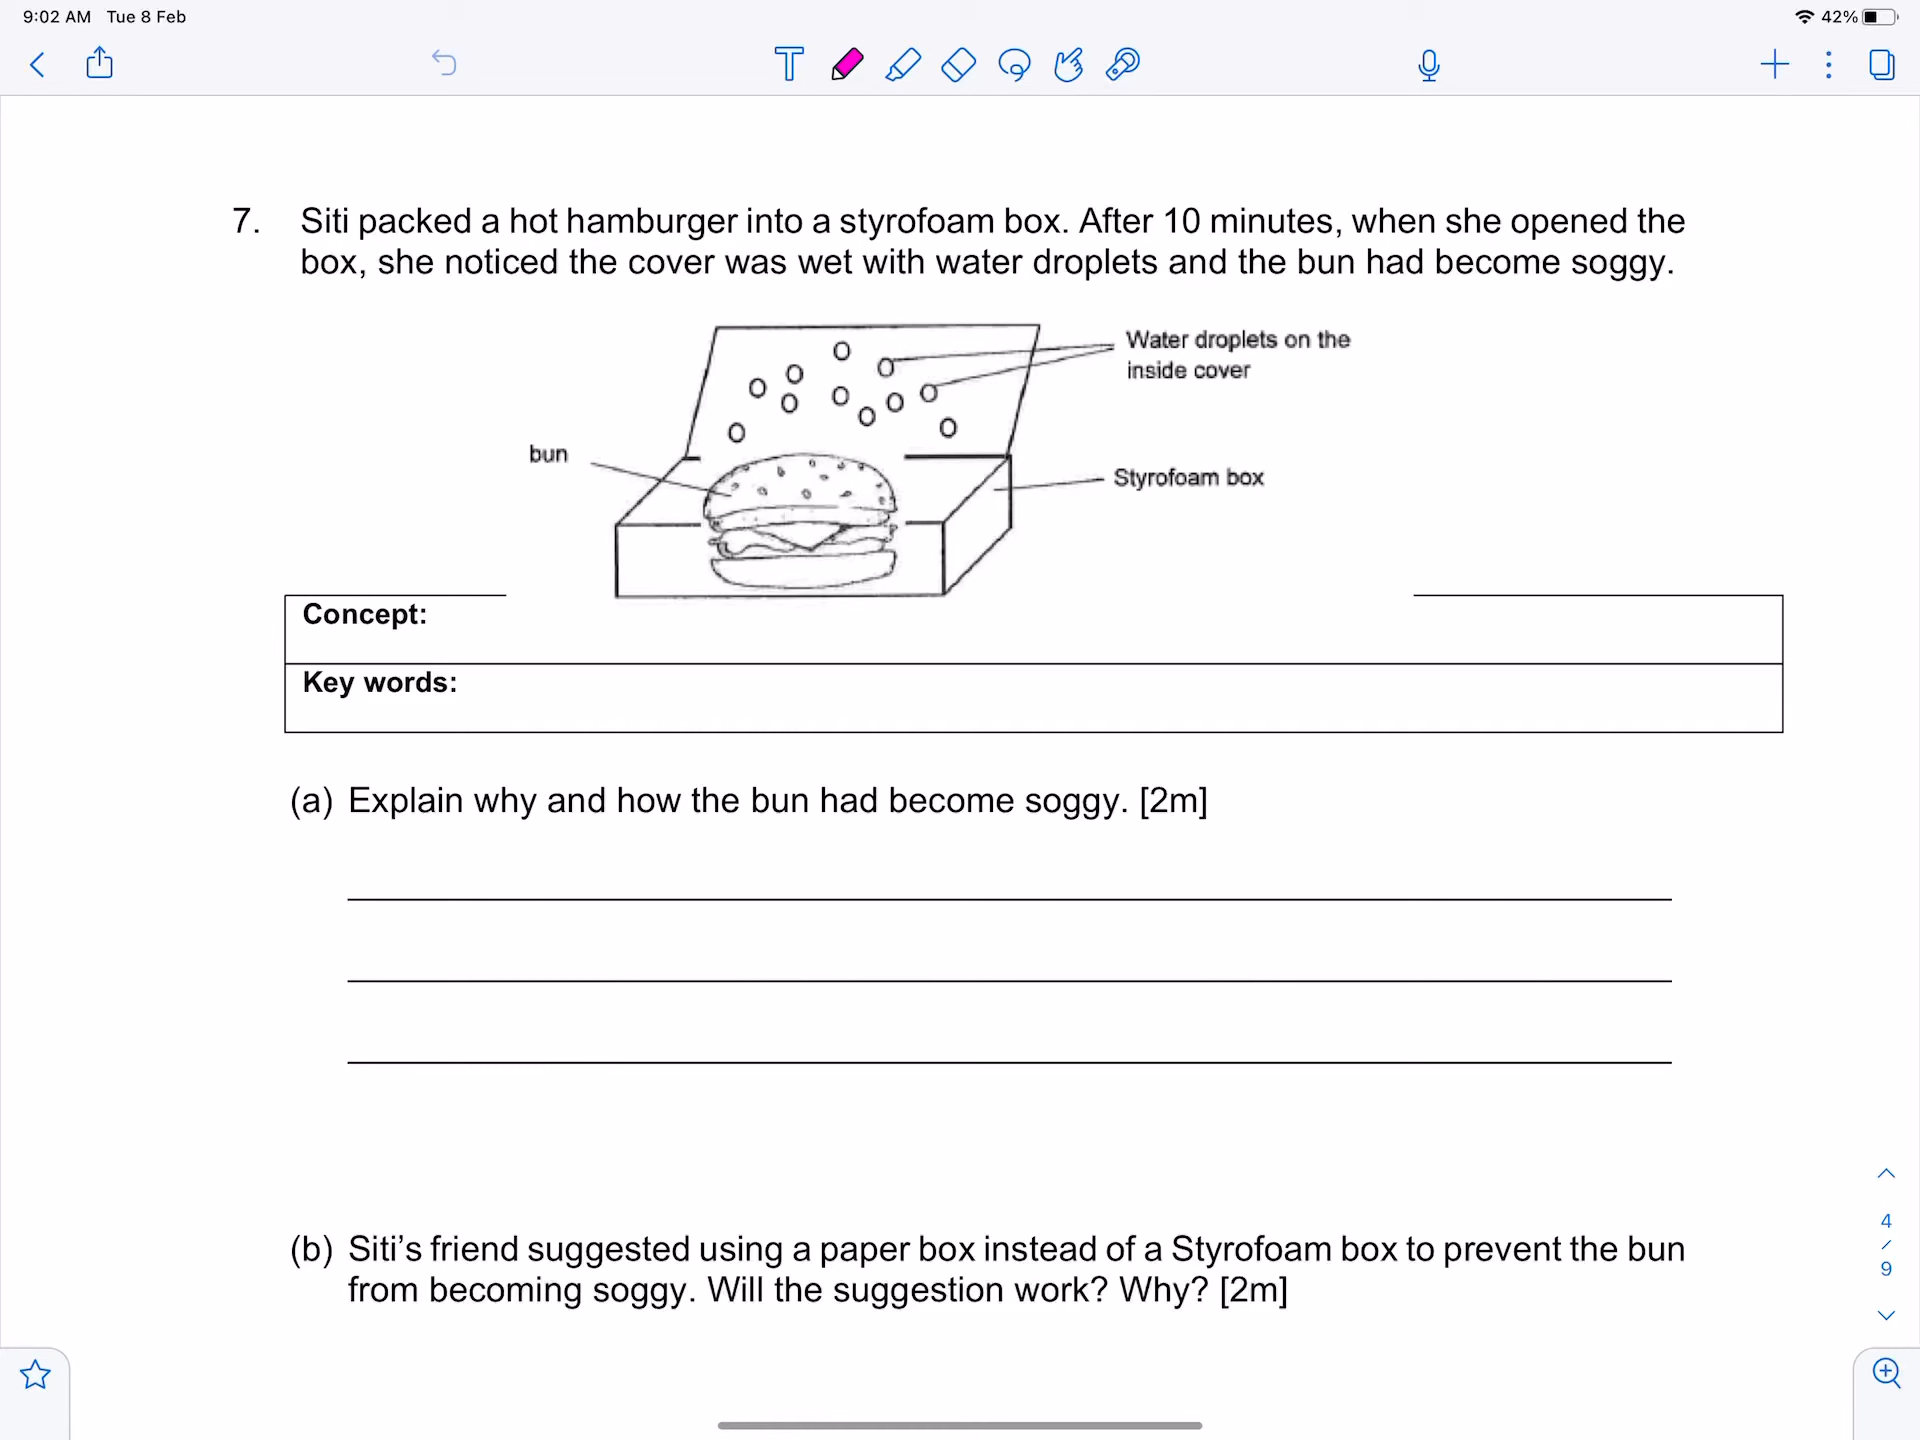 9:02 AM Tue 8 Feb
42%
7. Siti packed a hot hamburger into a styrofoam box. After 10 minutes, when she opened the
box, she noticed the cover was wet with water droplets and the bun had become soggy.
Water droplets on the
inside cover
bun
Styrofoam box
Concept:
Key words:
(a) Explain why and how the bun had become soggy. [2m]
(b) Siti's friend suggested using a paper box instead of a Styrofoam box to prevent the bun
from becoming soggy. Will the suggestion work? Why? [2m]
4
/
9